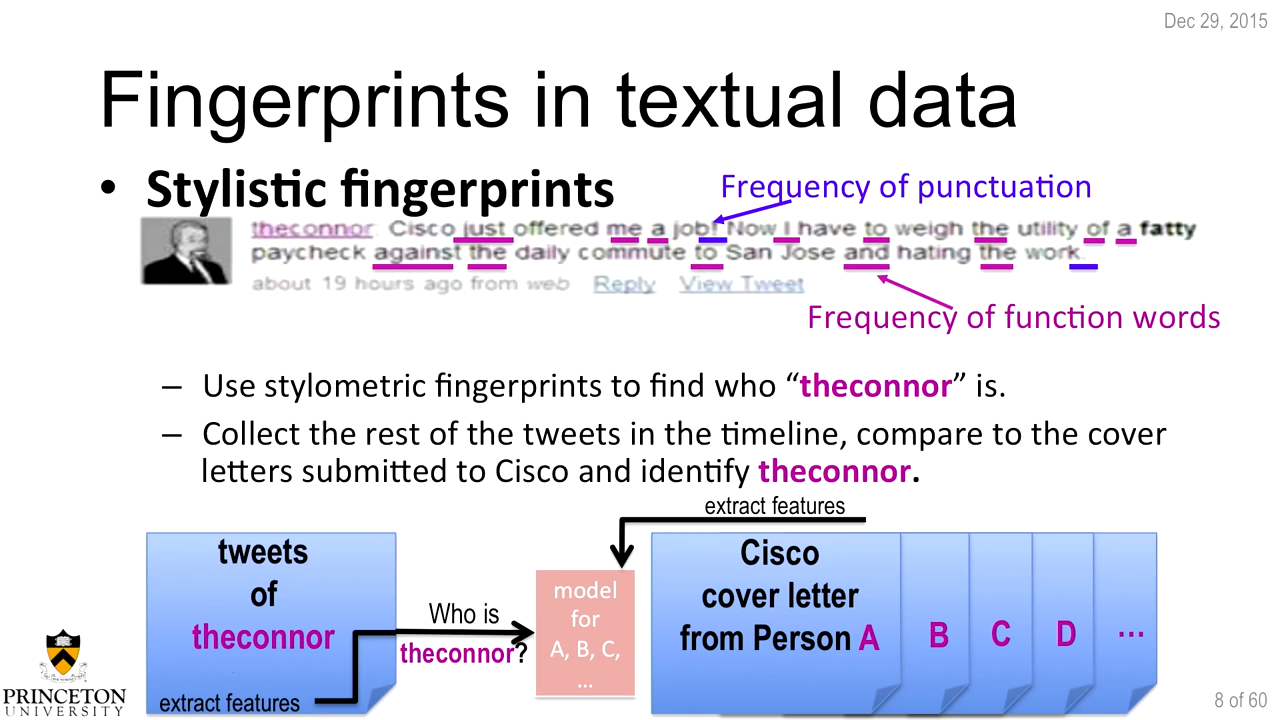 Dec 29, 2015
Fingerprints in textual data
• Stylistic fingerprints
Frequency of punctuation
theconnor Cisco just offered me a job! Now I have to weigh the utility of a fatty
paycheck against the daily commute to San Jose and hating the work.
about 19 hours ago from web Reply View Tweet
Frequency of function words
– Use stylometric fingerprints to find who “theconnor” is.
– Collect the rest of the tweets in the timeline, compare to the cover
letters submitted to Cisco and identify theconnor.
extract features
tweets
of
theconnor
extract features
Who is
theconnor?
model
for
A, B, C,
...
Cisco
cover letter
from Person A
B
C
D
...
PRINCETON
UNIVERSITY
8 of 60